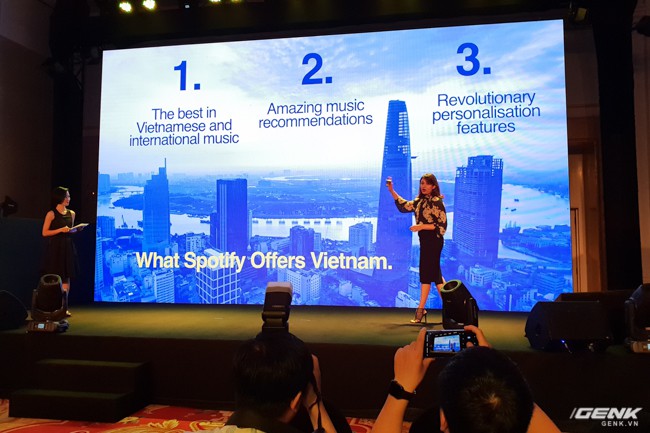 1.
The best in
Vietnamese and
international music
2.
Amazing music
recommendations
3.
Revolutionary
personalisation
features
What Spotify Offers Vietnam.
GENK
GENK.VN